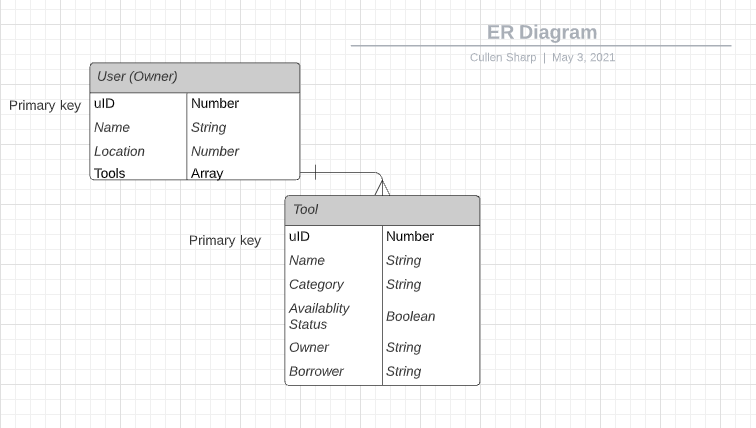 ER Diagram
Cullen Sharp | May 3, 2021
User (Owner)
Primary key
uID Number
Name String
Location Number
Tools Array
Tool
Primary key
uID Number
Name String
Category String
Availablity
Status
Boolean
Owner String
Borrower String